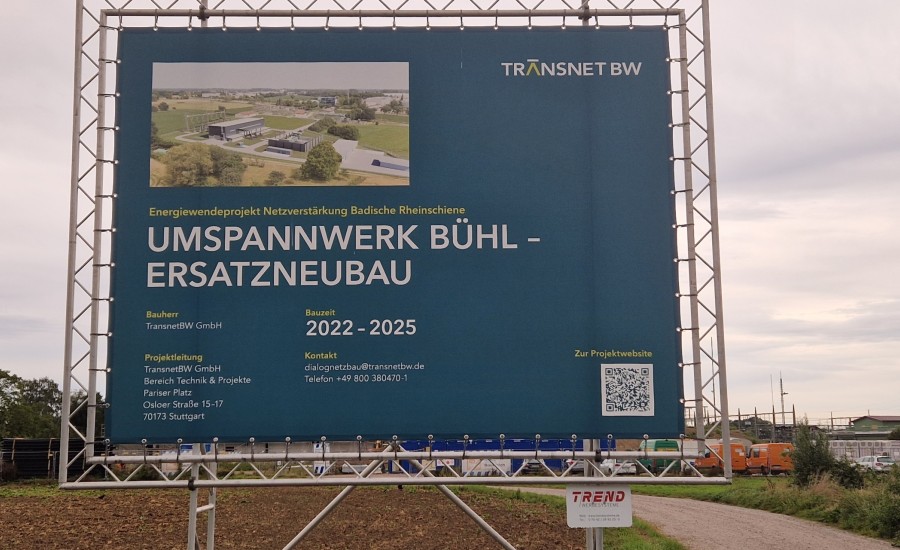 TRANSNET BW
Energiewendeprojekt Netzverstärkung Badische Rheinschiene
UMSPANNWERK BÜHL –
ERSATZNEUBAU
Bauherr
TransnetBW GmbH
Bauzeit
2022 – 2025
Projektleitung
TransnetBW GmbH
Bereich Technik & Projekte
Pariser Platz
Osloer Straße 15-17
70173 Stuttgart
Kontakt
dialognetzbau@transnetbw.de
Telefon +49 800 380470-1
Zur Projektwebsite
TREND